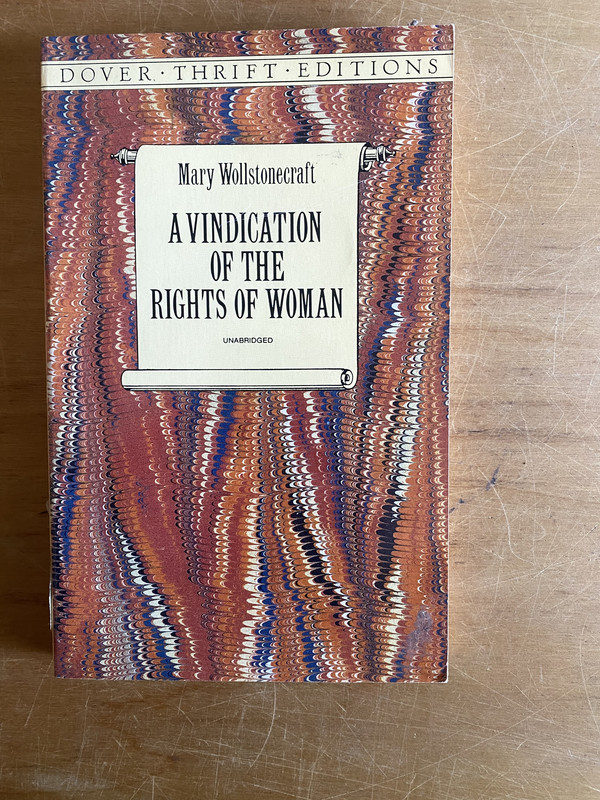 DOVER · THRIFT · EDITIONS
Mary Wollstonecraft
A VINDICATION
OF THE
RIGHTS OF WOMAN
UNABRIDGED